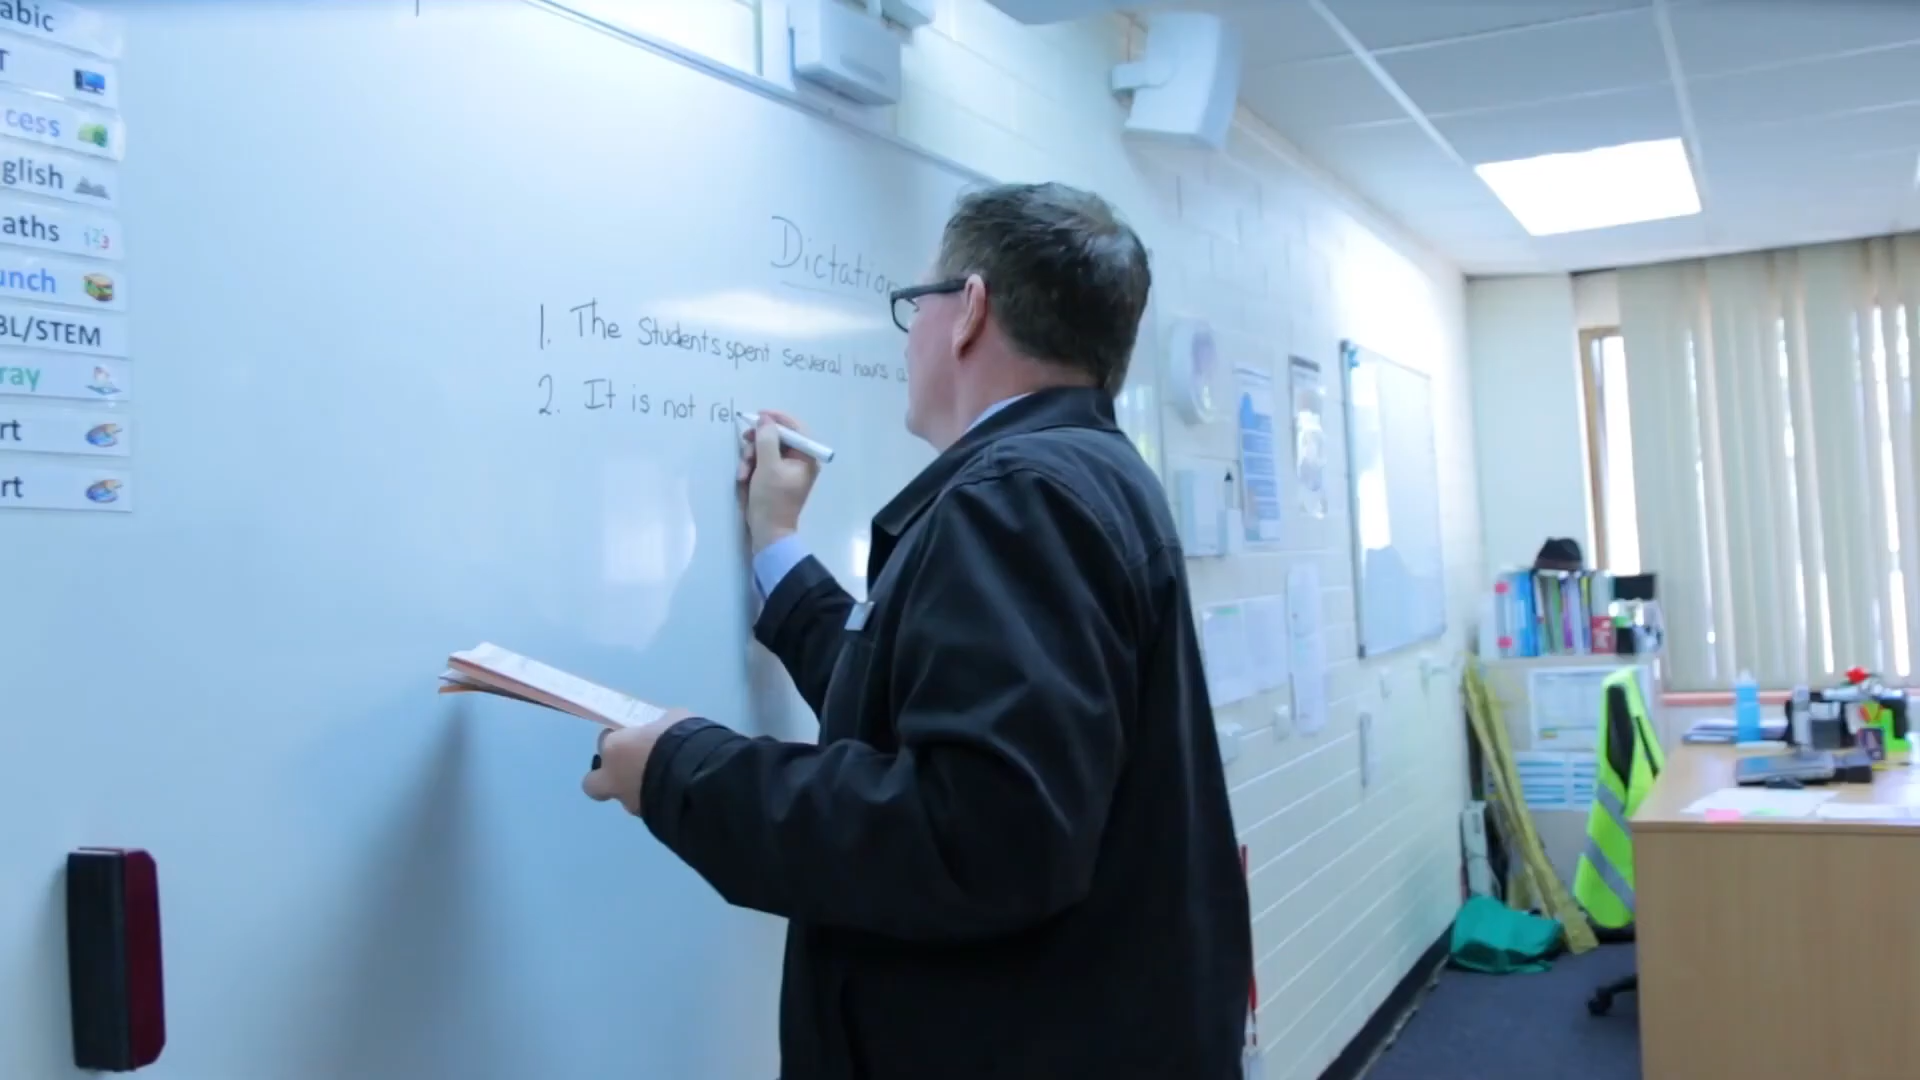 abic
T
cess
glish
aths
unch
BL/STEM
ray
rt
rt
Dictation
1. The Students spent several hours a
2. It is not rel